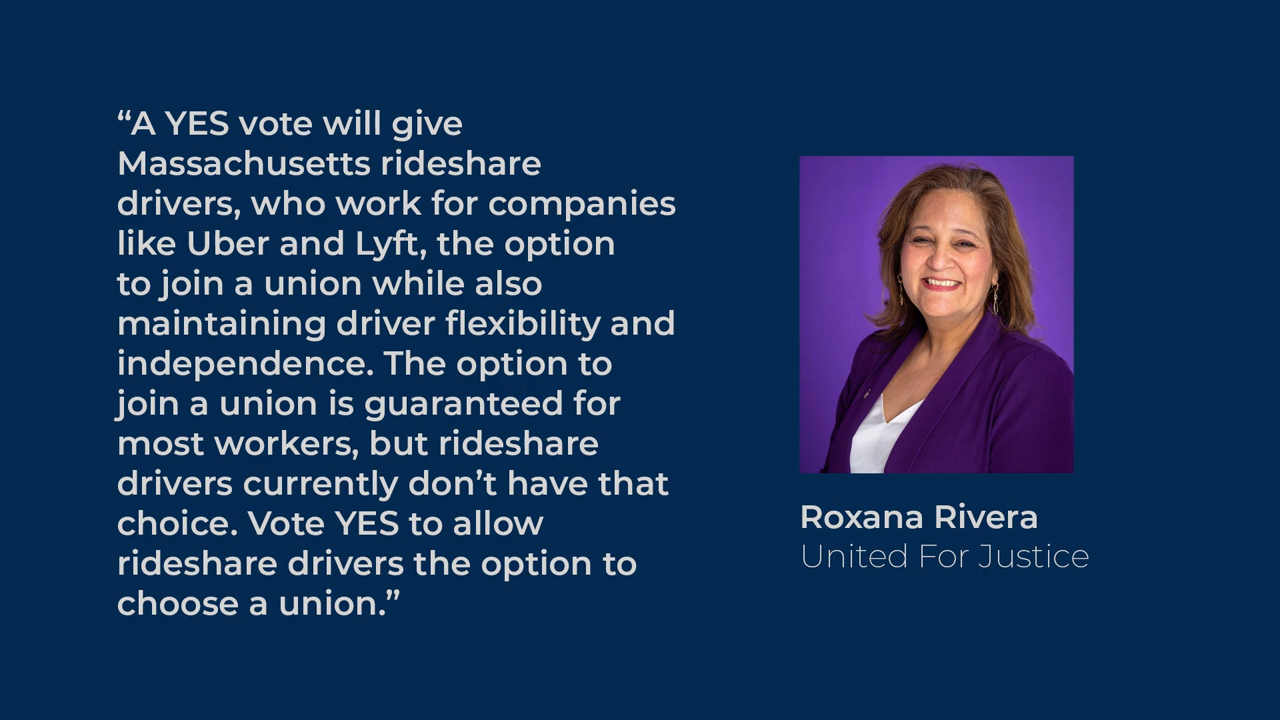 “A YES vote will give
Massachusetts rideshare
drivers, who work for companies
like Uber and Lyft, the option
to join a union while also
maintaining driver flexibility and
independence. The option to
join a union is guaranteed for
most workers, but rideshare
drivers currently don’t have that
choice. Vote YES to allow
rideshare drivers the option to
choose a union.”
Roxana Rivera
United For Justice